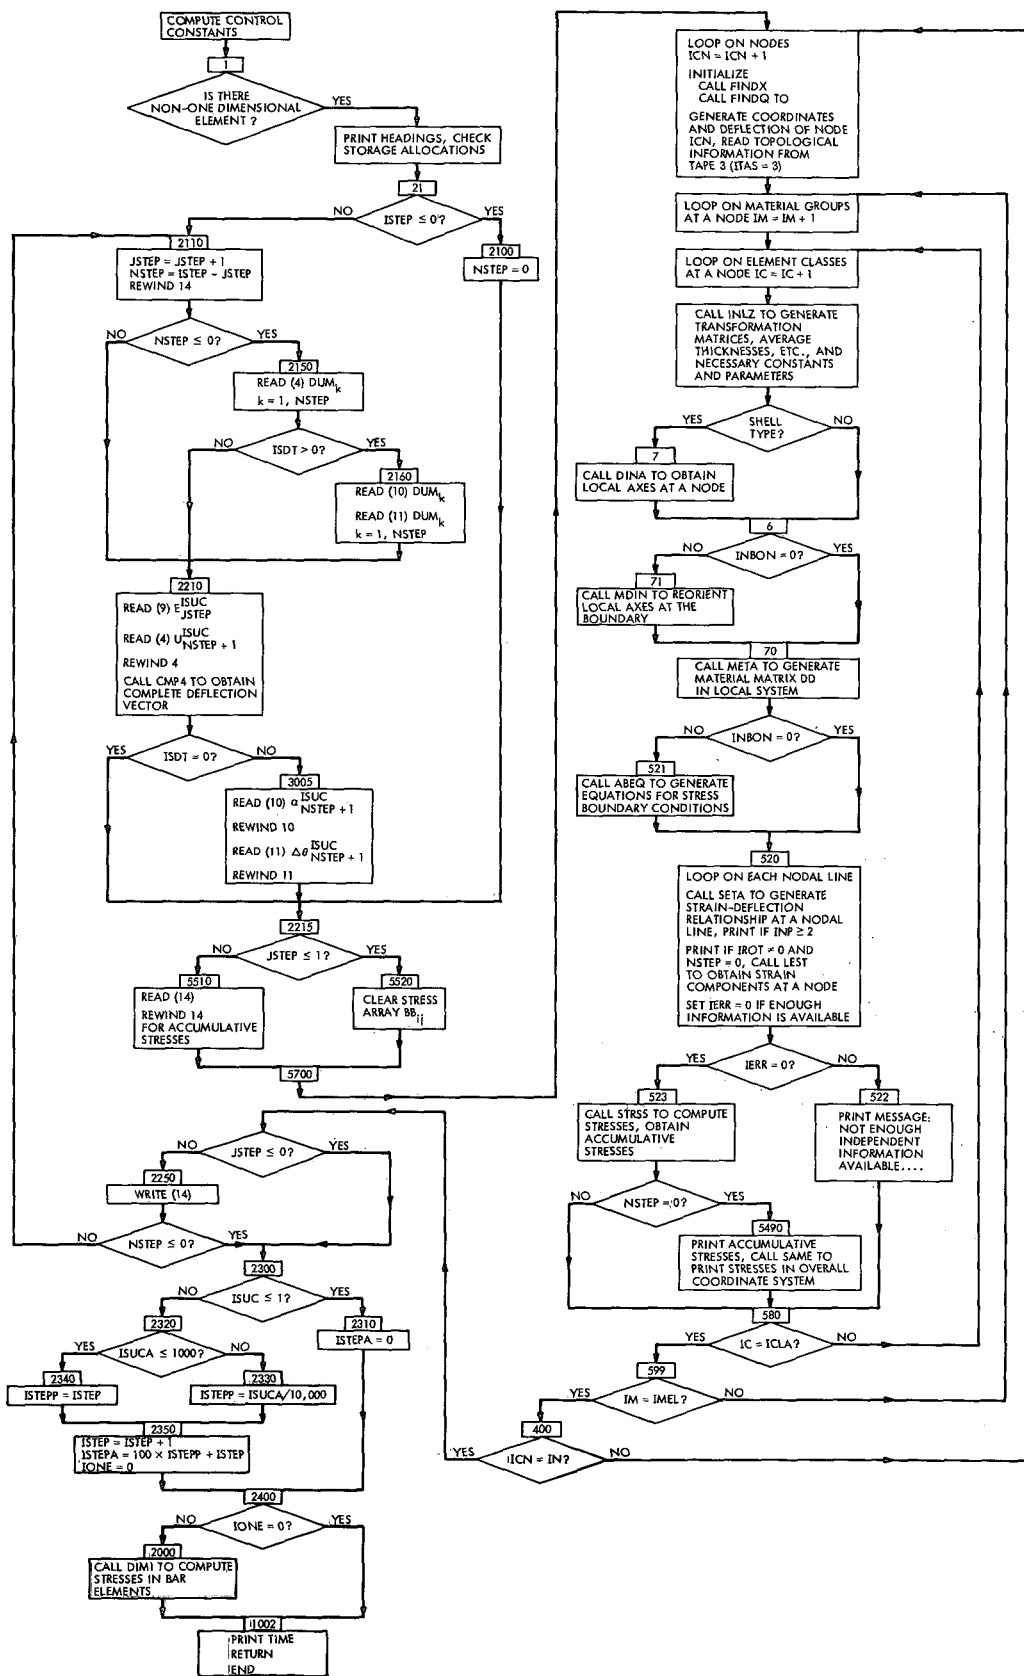 COMPUTE CONTROL
CONSTANTS
1
IS THERE
NON-ONE DIMENSIONAL
ELEMENT ?
YES
PRINT HEADINGS, CHECK
STORAGE ALLOCATIONS
21
NO
ISTEP ≤ 0?
YES
2110
JSTEP = JSTEP + 1
NSTEP = ISTEP - JSTEP
REWIND 14
2100
NSTEP = 0
NO
NSTEP ≤ 0?
YES
2150
READ (4) DUMk
k = 1, NSTEP
NO
ISDT > 0?
YES
2160
READ (10) DUMk
READ (11) DUMk
k = 1, NSTEP
2210
READ (9) E ISUC JSTEP
READ (4) U ISUC NSTEP + 1
REWIND 4
CALL CMP4 TO OBTAIN
COMPLETE DEFLECTION
VECTOR
YES
ISDT = 0?
NO
3005
READ (10) α ISUC NSTEP + 1
REWIND 10
READ (11) Δθ ISUC NSTEP + 1
REWIND 11
2215
NO
JSTEP ≤ 1?
YES
5510
READ (14)
REWIND 14
FOR ACCUMULATIVE
STRESSES
5520
CLEAR STRESS
ARRAY BBij
5700
NO
JSTEP ≤ 0?
YES
2250
WRITE (14)
NO
NSTEP ≤ 0?
YES
2300
ISUC ≤ 1?
NO
YES
2320
2310
ISTEPA = 0
YES
ISUCA ≤ 1000?
NO
2340
ISTEPP = ISTEP
2330
ISTEPP = ISUCA/10,000
2350
ISTEP = ISTEP + 1
ISTEPA = 100 × ISTEPP + ISTEP
IONE = 0
2400
NO
IONE = 0?
YES
2000
CALL DIM1 TO COMPUTE
STRESSES IN BAR
ELEMENTS
1002
PRINT TIME
RETURN
END
LOOP ON NODES
ICN = ICN + 1
INITIALIZE
CALL FINDX
CALL FINDQ TO
GENERATE COORDINATES
AND DEFLECTION OF NODE
ICN, READ TOPOLOGICAL
INFORMATION FROM
TAPE 3 (ITAS = 3)
LOOP ON MATERIAL GROUPS
AT A NODE IM = IM + 1
LOOP ON ELEMENT CLASSES
AT A NODE IC = IC + 1
CALL INLZ TO GENERATE
TRANSFORMATION
MATRICES, AVERAGE
THICKNESSES, ETC., AND
NECESSARY CONSTANTS
AND PARAMETERS
YES
SHELL
TYPE?
NO
7
CALL DINA TO OBTAIN
LOCAL AXES AT A NODE
6
NO
INBON = 0?
YES
71
CALL MDIN TO REORIENT
LOCAL AXES AT THE
BOUNDARY
70
CALL META TO GENERATE
MATERIAL MATRIX DD
IN LOCAL SYSTEM
NO
INBON = 0?
YES
521
CALL ABEQ TO GENERATE
EQUATIONS FOR STRESS
BOUNDARY CONDITIONS
520
LOOP ON EACH NODAL LINE
CALL SETA TO GENERATE
STRAIN-DEFLECTION
RELATIONSHIP AT A NODAL
LINE, PRINT IF INP ≥ 2
PRINT IF IROT ≠ 0 AND
NSTEP = 0, CALL LEST
TO OBTAIN STRAIN
COMPONENTS AT A NODE
SET IERR = 0 IF ENOUGH
INFORMATION IS AVAILABLE
YES
IERR = 0?
NO
523
CALL STRSS TO COMPUTE
STRESSES, OBTAIN
ACCUMULATIVE
STRESSES
522
PRINT MESSAGE:
NOT ENOUGH
INDEPENDENT
INFORMATION
AVAILABLE....
NO
NSTEP = 0?
YES
5490
PRINT ACCUMULATIVE
STRESSES, CALL SAME TO
PRINT STRESSES IN OVERALL
COORDINATE SYSTEM
580
YES
IC = ICLA?
NO
599
YES
IM = IMEL?
NO
400
YES
ICN = IN?
NO